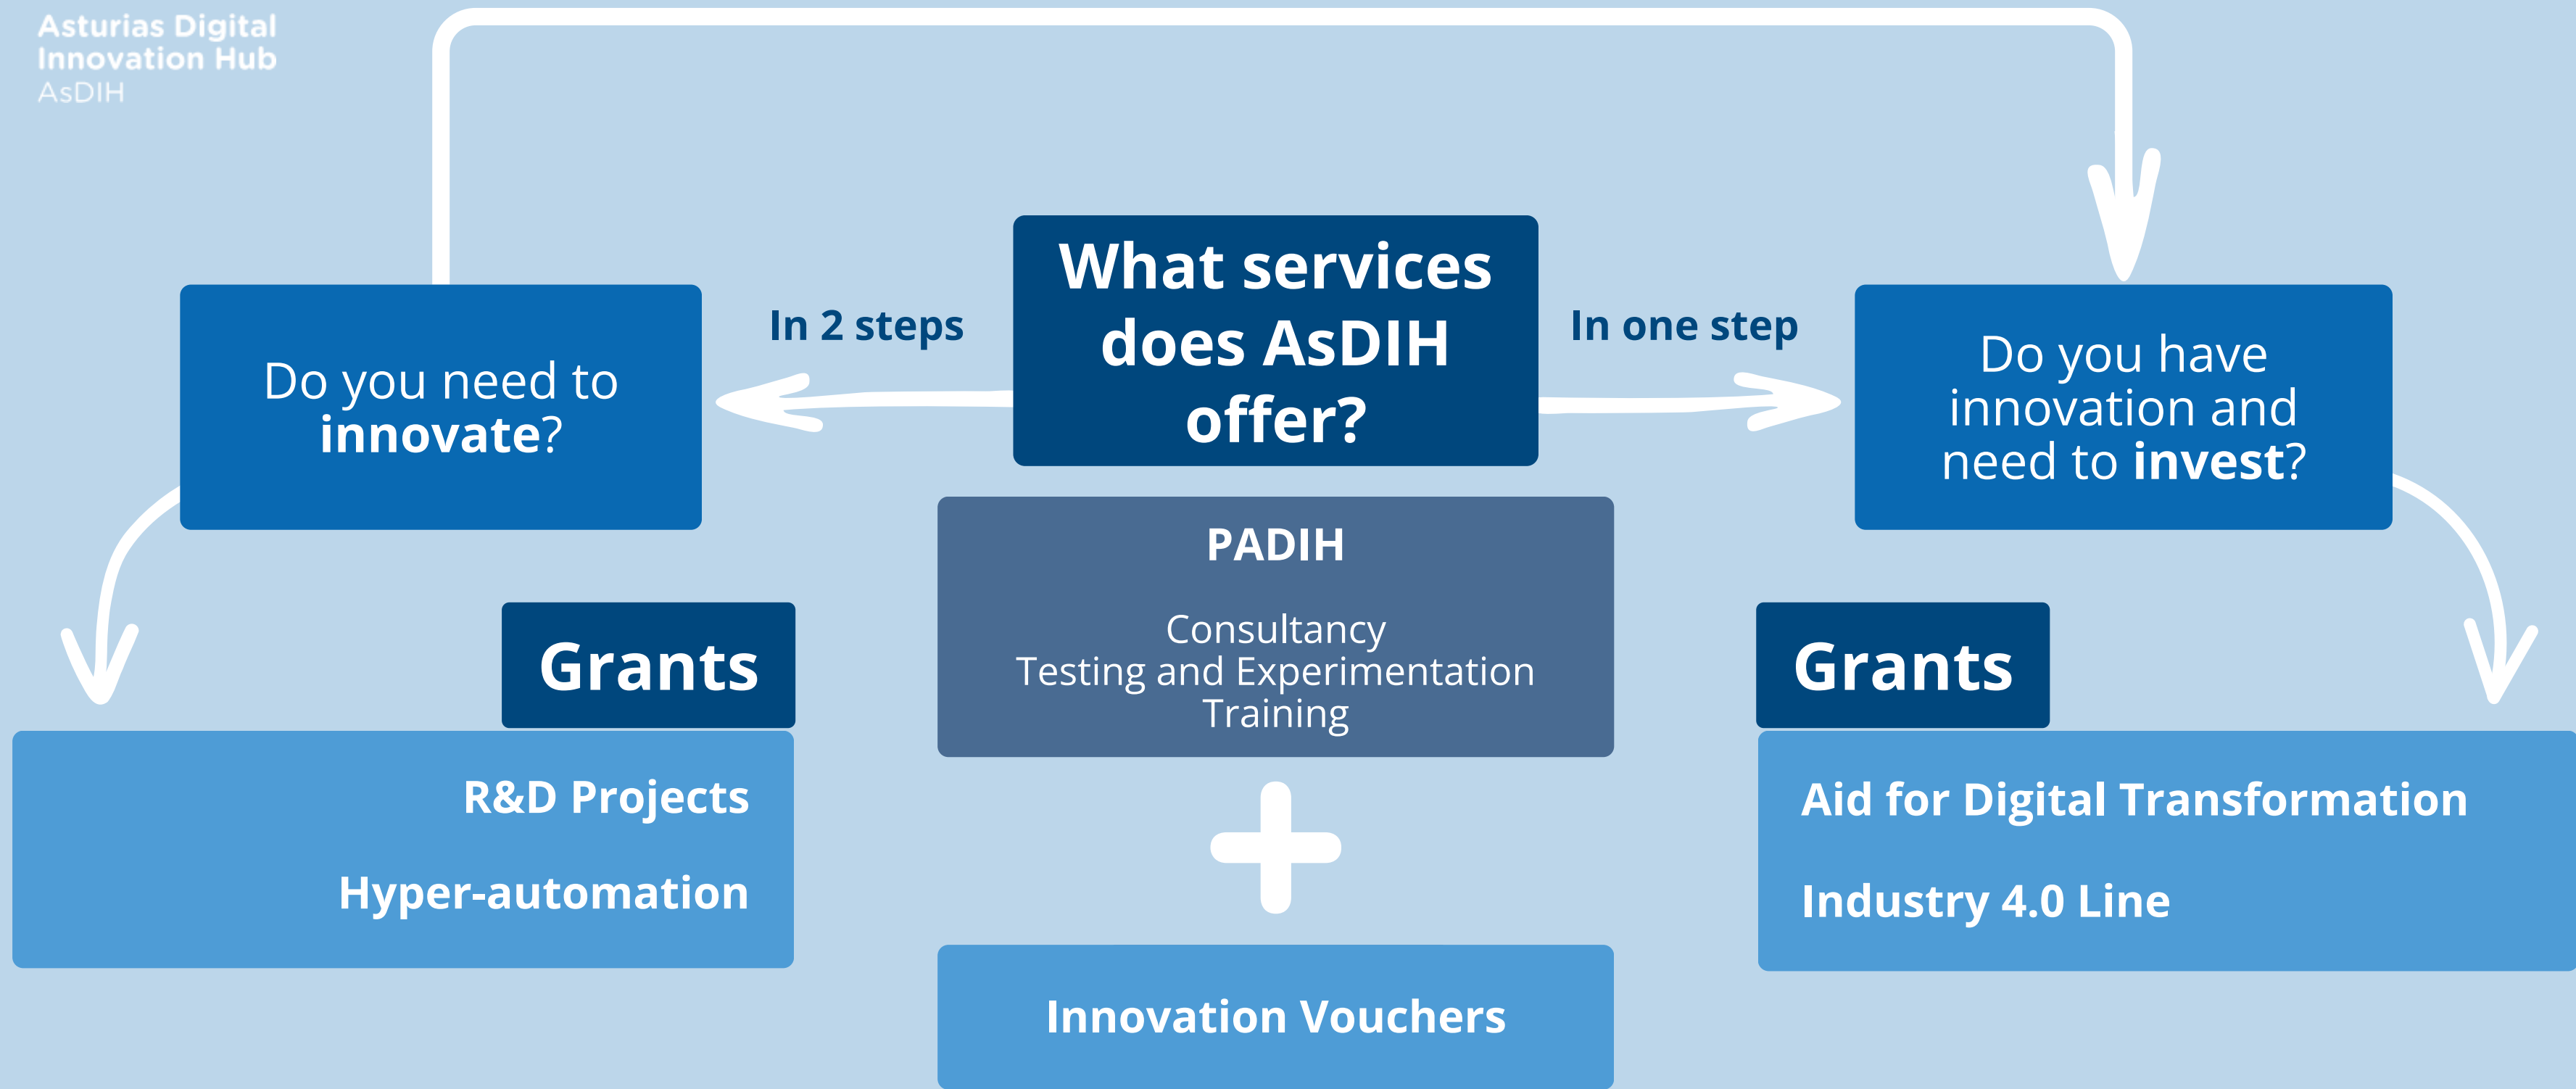 Asturias Digital
Innovation Hub
AsDIH
What services
does AsDIH
offer?
In 2 steps
In one step
Do you need to
innovate?
Do you have
innovation and
need to invest?
PADIH
Consultancy
Testing and Experimentation
Training
Grants
R&D Projects
Hyper-automation
Grants
Aid for Digital Transformation
Industry 4.0 Line
Innovation Vouchers